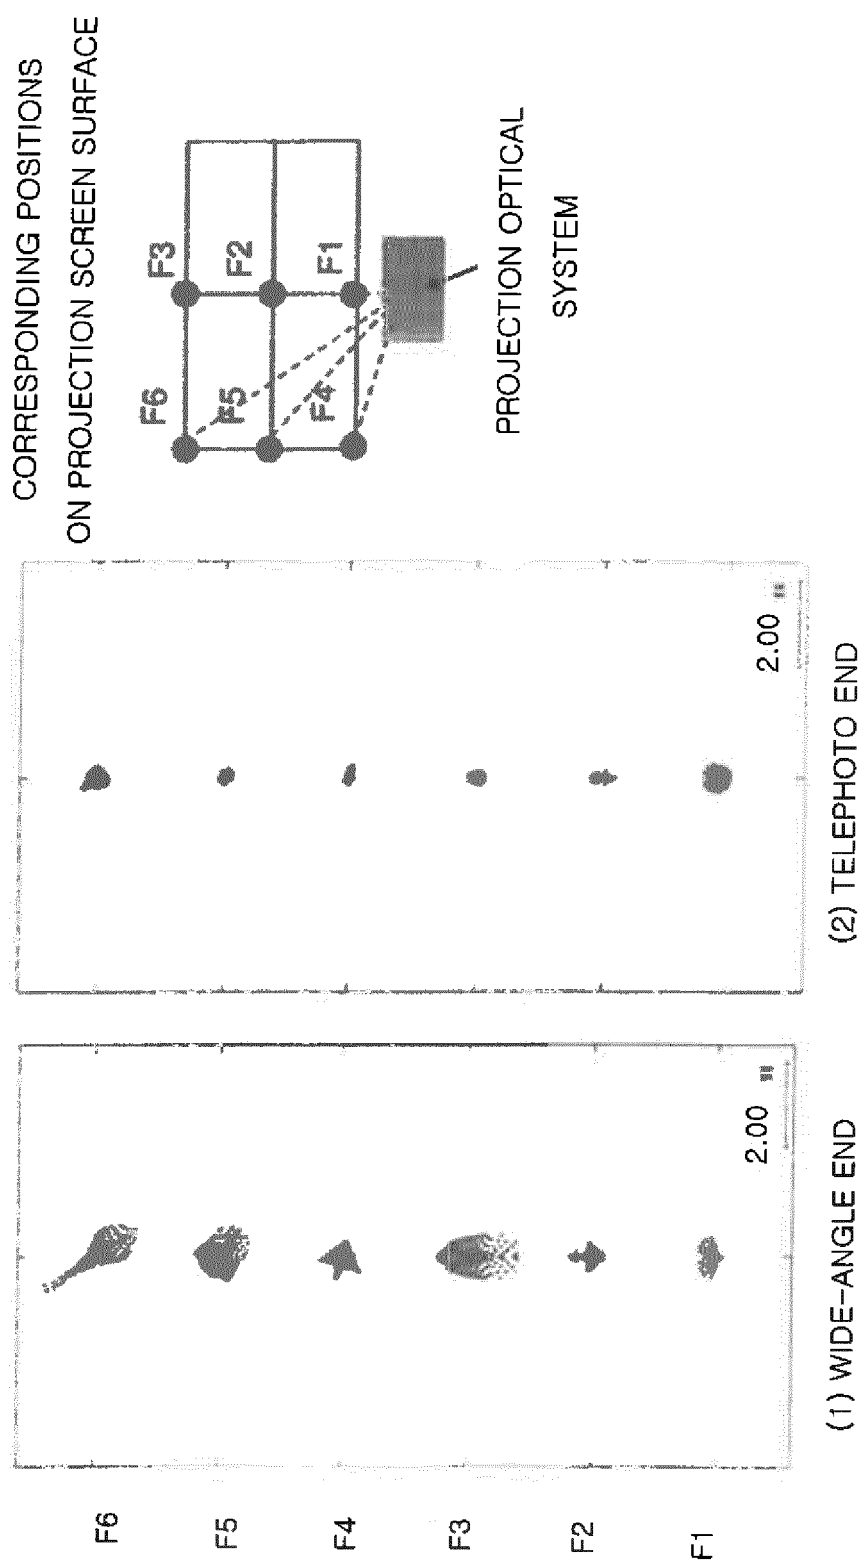 F6
F5
F4
F3
F2
F1
2.00
(1) WIDE-ANGLE END
2.00
(2) TELEPHOTO END
CORRESPONDING POSITIONS
ON PROJECTION SCREEN SURFACE
F6
F3
F5
F2
F4
F1
PROJECTION OPTICAL
SYSTEM